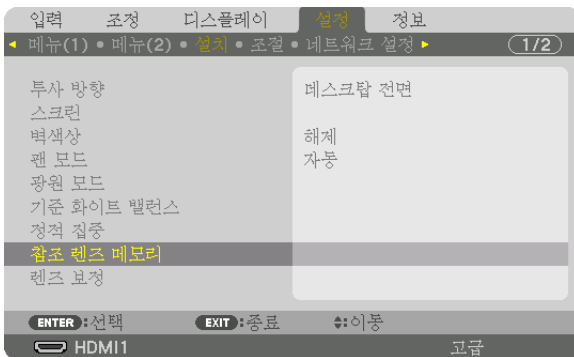 입력 조정 디스플레이 설정 정보
메뉴(1) • 메뉴(2) • 설치 • 조절 • 네트워크 설정 1/2
투사 방향 데스크탑 전면
스크린
벽색상 해제
팬 모드 자동
광원 모드
기준 화이트 밸런스
정적 집중
참조 렌즈 메모리
렌즈 보정
ENTER :선택 EXIT :종료 :이동
HDMI1 고급